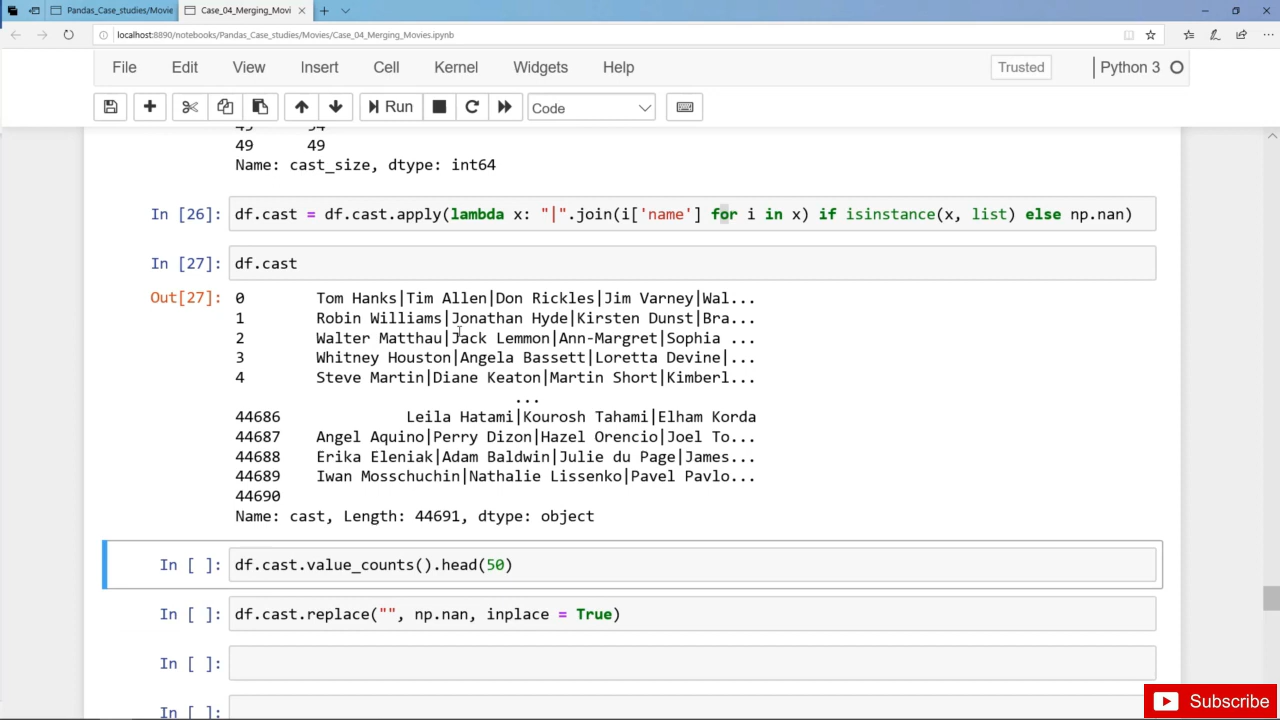 Pandas_Case_studies/Movie
Case_04_Merging_Movi
localhost:8890/notebooks/Pandas_Case_studies/Movies/Case_04_Merging_Movies.ipynb
File Edit View Insert Cell Kernel Widgets Help Trusted Python 3
Run Code
49 49
Name: cast_size, dtype: int64
In [26]: df.cast = df.cast.apply(lambda x: "|".join(i['name'] for i in x) if isinstance(x, list) else np.nan)
In [27]: df.cast
Out[27]: 0 Tom Hanks|Tim Allen|Don Rickles|Jim Varney|Wal...
1 Robin Williams|Jonathan Hyde|Kirsten Dunst|Bra...
2 Walter Matthau|Jack Lemmon|Ann-Margret|Sophia ...
3 Whitney Houston|Angela Bassett|Loretta Devine|...
4 Steve Martin|Diane Keaton|Martin Short|Kimberl...
...
44686 Leila Hatami|Kourosh Tahami|Elham Korda
44687 Angel Aquino|Perry Dizon|Hazel Orencio|Joel To...
44688 Erika Eleniak|Adam Baldwin|Julie du Page|James...
44689 Iwan Mosschuchin|Nathalie Lissenko|Pavel Pavlo...
44690
Name: cast, Length: 44691, dtype: object
In [ ]: df.cast.value_counts().head(50)
In [ ]: df.cast.replace("", np.nan, inplace = True)
In [ ]:
In [ ]:
Subscribe